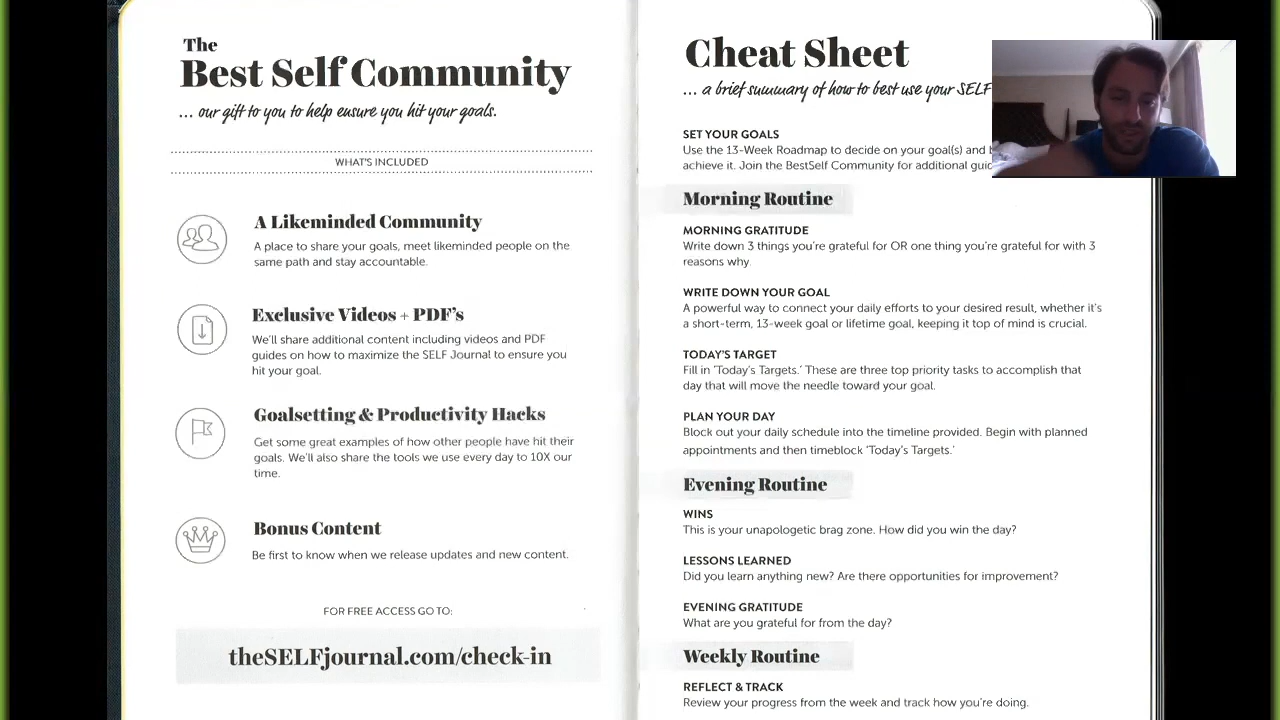 The
Best Self Community
... our gift to you to help ensure you hit your goals.
WHAT'S INCLUDED
A Likeminded Community
A place to share your goals, meet likeminded people on the
same path and stay accountable.
Exclusive Videos + PDF's
We'll share additional content including videos and PDF
guides on how to maximize the SELF Journal to ensure you
hit your goal.
Goalsetting & Productivity Hacks
Get some great examples of how other people have hit their
goals. We'll also share the tools we use every day to 10X our
time.
Bonus Content
Be first to know when we release updates and new content.
FOR FREE ACCESS GO TO:
theSELFjournal.com/check-in
Cheat Sheet
... a brief summary of how to best use your SELF
SET YOUR GOALS
Use the 13-Week Roadmap to decide on your goal(s) and
achieve it. Join the BestSelf Community for additional
Morning Routine
MORNING GRATITUDE
Write down 3 things you're grateful for OR one thing you're grateful for with 3
reasons why.
WRITE DOWN YOUR GOAL
A powerful way to connect your daily efforts to your desired result, whether it's
a short-term, 13-week goal or lifetime goal, keeping it top of mind is crucial.
TODAY'S TARGET
Fill in 'Today's Targets.' These are three top priority tasks to accomplish that
day that will move the needle toward your goal.
PLAN YOUR DAY
Block out your daily schedule into the timeline provided. Begin with planned
appointments and then timeblock 'Today's Targets.'
Evening Routine
WINS
This is your unapologetic brag zone. How did you win the day?
LESSONS LEARNED
Did you learn anything new? Are there opportunities for improvement?
EVENING GRATITUDE
What are you grateful for from the day?
Weekly Routine
REFLECT & TRACK
Review your progress from the week and track how you're doing.